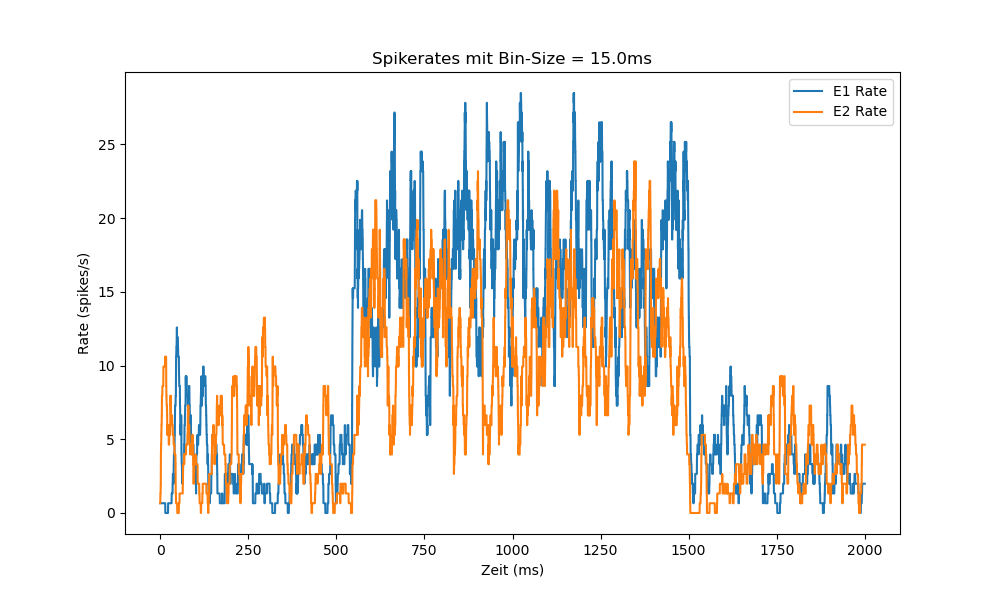 Spikerates mit Bin-Size = 15.0ms
E1 Rate
E2 Rate
25
20
15
10
5
0
Rate (spikes/s)
0 250 500 750 1000 1250 1500 1750 2000
Zeit (ms)